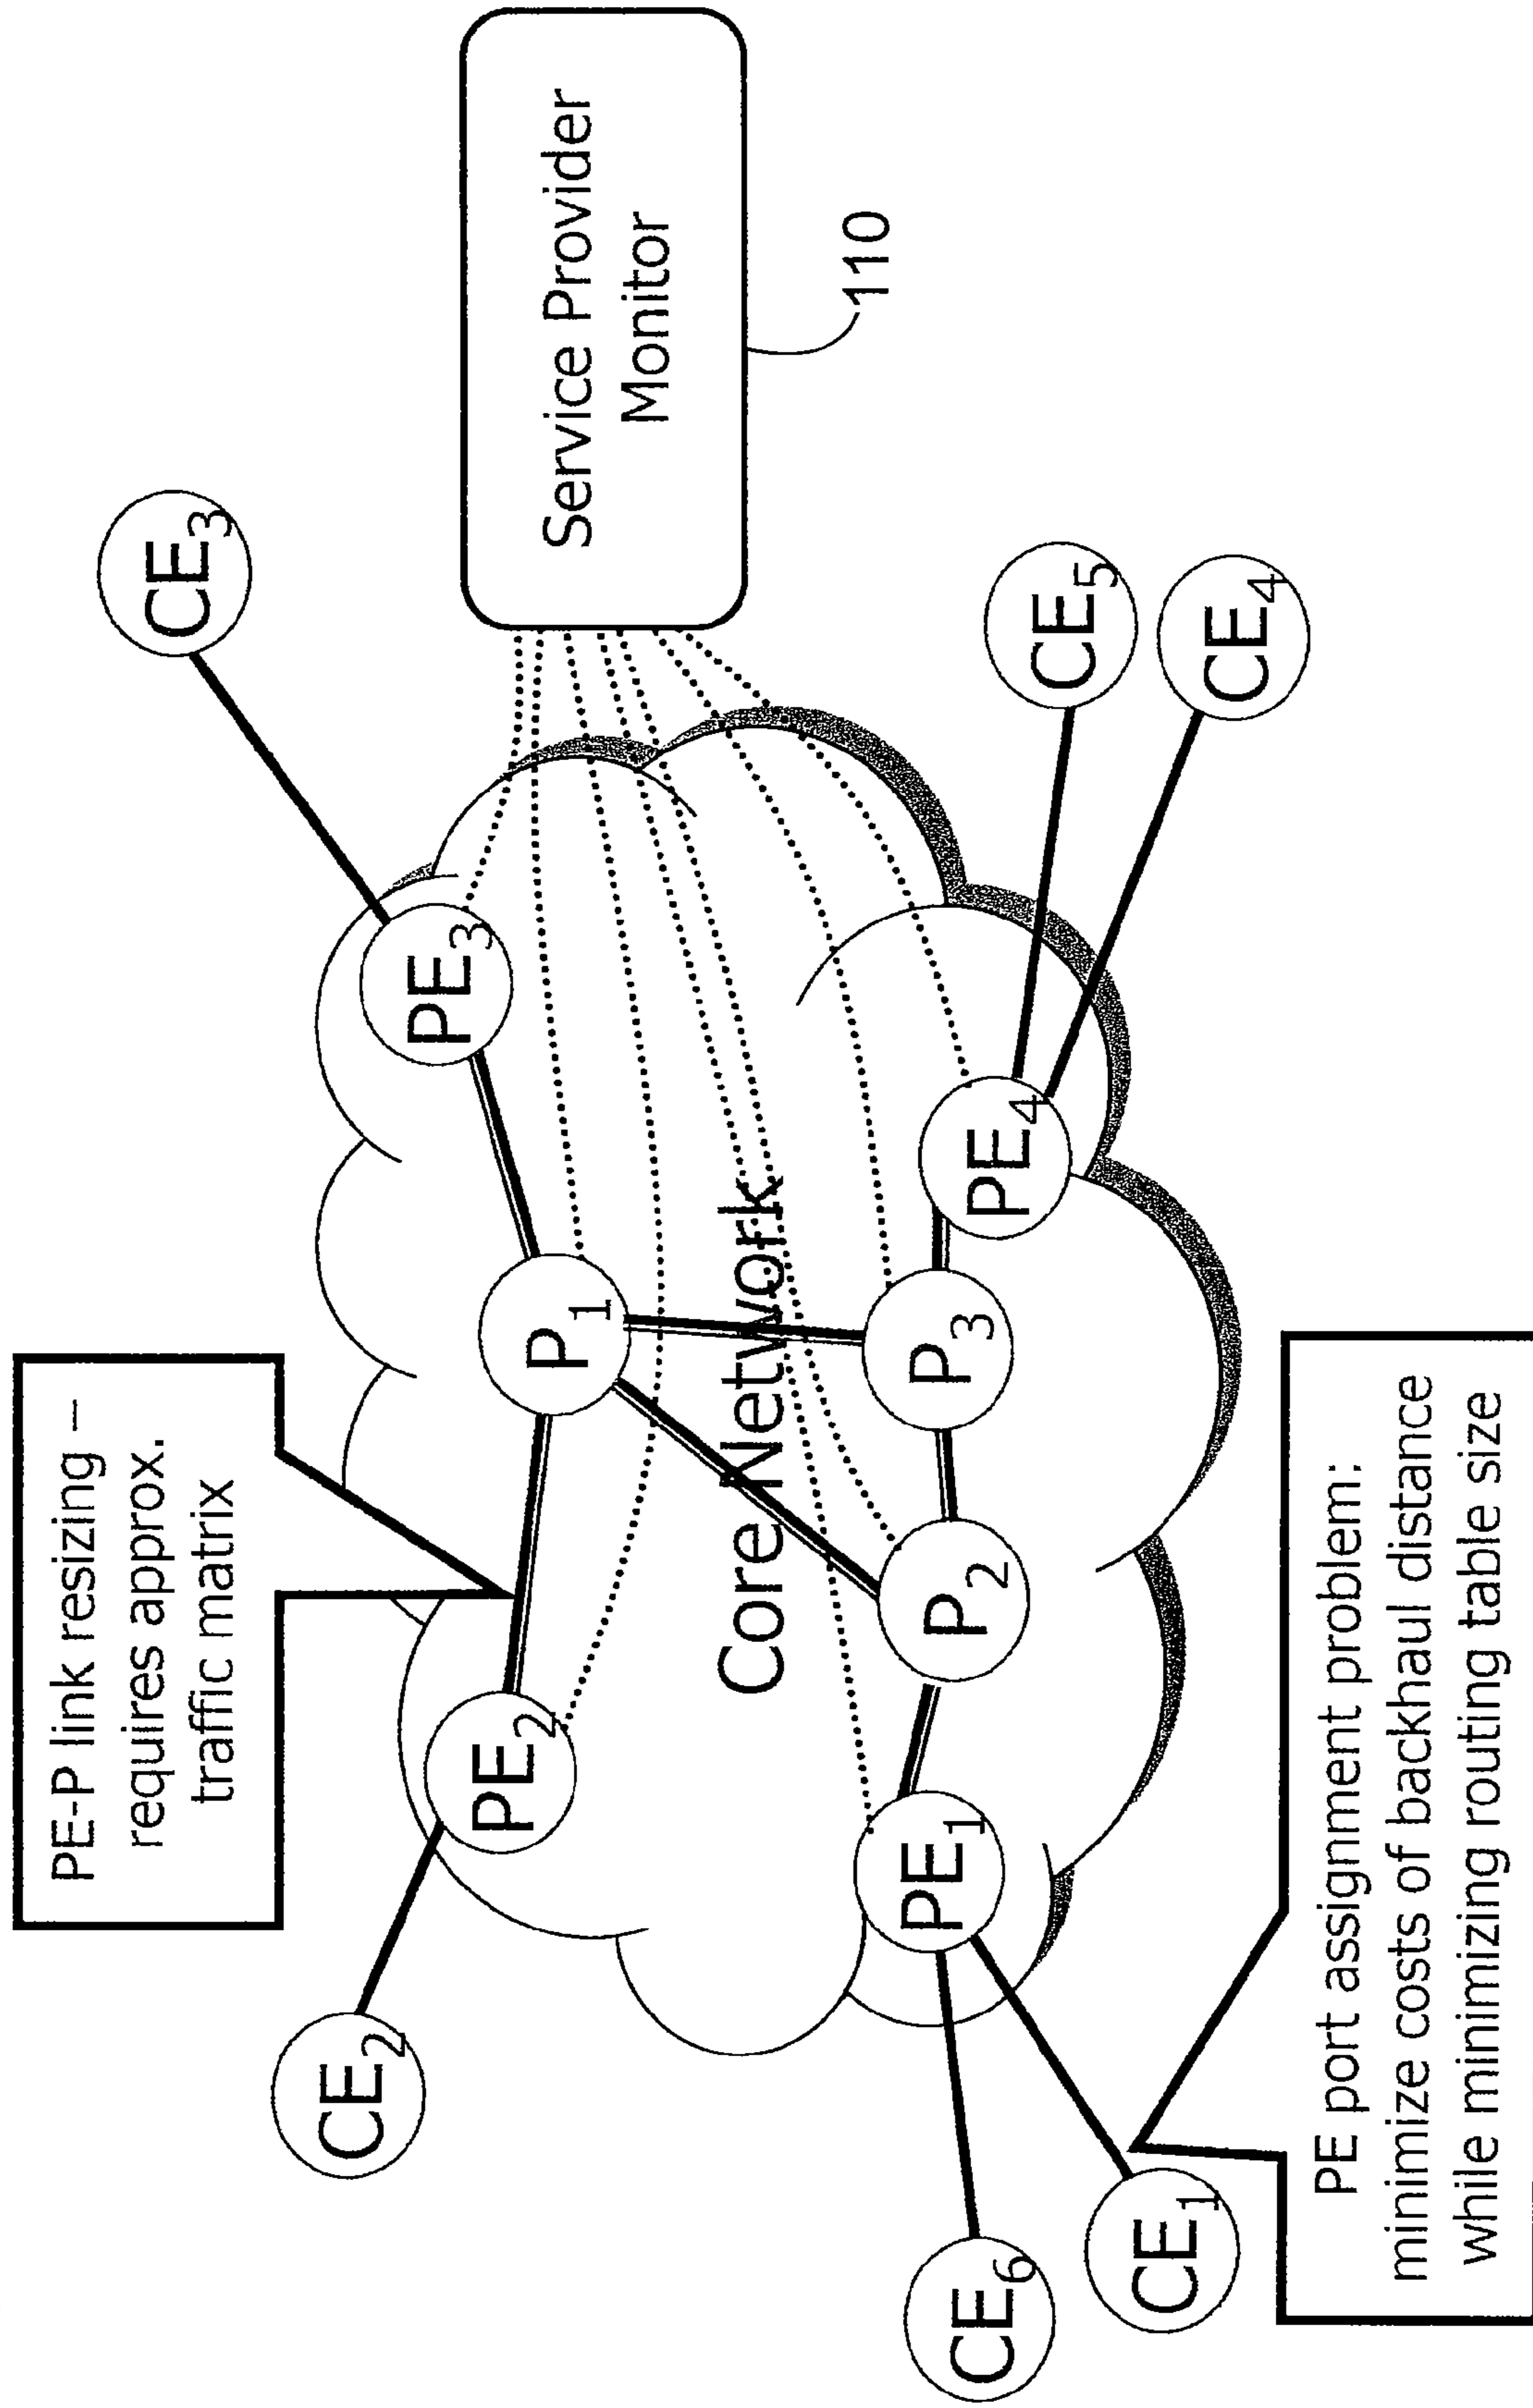 PE-P link resizing –
requires approx.
traffic matrix
CE2
PE2
P1
PE3
CE3
Service Provider
Monitor
110
Core Network
CE6
CE1
PE1
P2
P3
PE4
CE5
CE4
PE port assignment problem:
minimize costs of backhaul distance
while minimizing routing table size